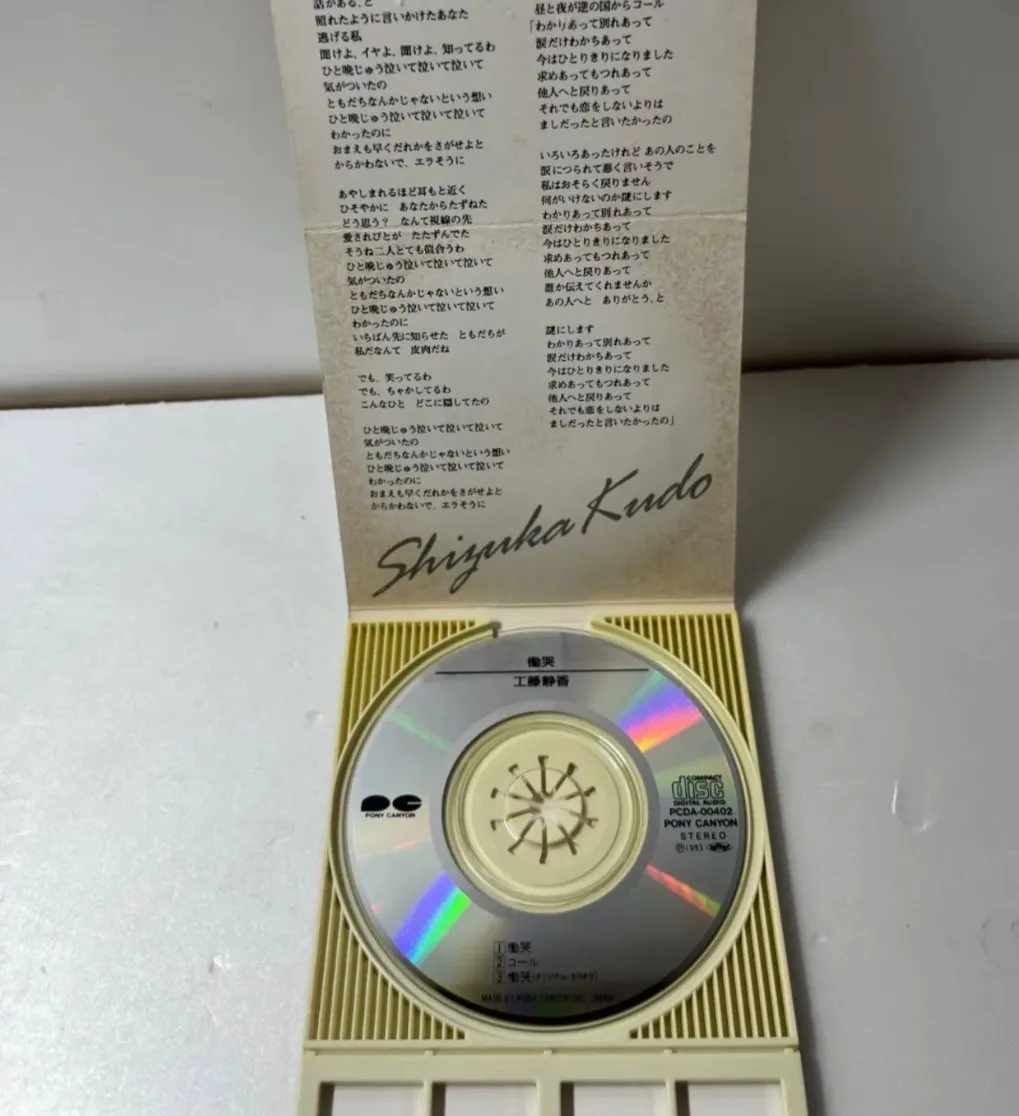 話がある、と
照れたように言いかけたあなた
逃げる私
聞けよ、イヤよ、聞けよ、知ってるわ
ひと晩じゅう泣いて泣いて泣いて
気がついたの
ともだちなんかじゃないという想い
ひと晩じゅう泣いて泣いて泣いて
わかったのに
おまえも早くだれかをさがせよと
からかわないで、エラそうに
あやしまれるほど耳もと近く
ひそやかに　あなたからたずねた
どう思う？　なんて視線の先
愛されびとが　たたずんでた
そうね二人とても似合うわ
ひと晩じゅう泣いて泣いて泣いて
気がついたの
ともだちなんかじゃないという想い
ひと晩じゅう泣いて泣いて泣いて
わかったのに
いちばん先に知らせた　ともだちが
私だなんて　皮肉だね
でも、笑ってるわ
でも、ちゃかしてるわ
こんなひと　どこに隠してたの
ひと晩じゅう泣いて泣いて泣いて
気がついたの
ともだちなんかじゃないという想い
ひと晩じゅう泣いて泣いて泣いて
わかったのに
おまえも早くだれかをさがせよと
からかわないで、エラそうに
昼と夜が逆の国からコール
「わかりあって別れあって
涙だけわかちあって
今はひとりきりになりました
求めあってもつれあって
他人へと戻りあって
それでも恋をしないよりは
ましだったと言いたかったの
いろいろあったけれど あの人のことを
涙につられて悪く言いそうで
私はおそらく戻りません
何がいけないのか謎にします
わかりあって別れあって
涙だけわかちあって
今はひとりきりになりました
求めあってもつれあって
他人へと戻りあって
誰か伝えてくれませんか
あの人へと　ありがとう、と
謎にします
わかりあって別れあって
涙だけわかちあって
今はひとりきりになりました
求めあってもつれあって
他人へと戻りあって
それでも恋をしないよりは
ましだったと言いたかったの」
Shizuka Kudo
慟哭
工藤静香
PONY CANYON
COMPACT
disc
DIGITAL AUDIO
PCDA-00402
PONY CANYON
STEREO
Ⓟ1993
1 慟哭
2 コール
3 慟哭(オリジナル・カラオケ)
MADE BY PONY CANYON INC. JAPAN